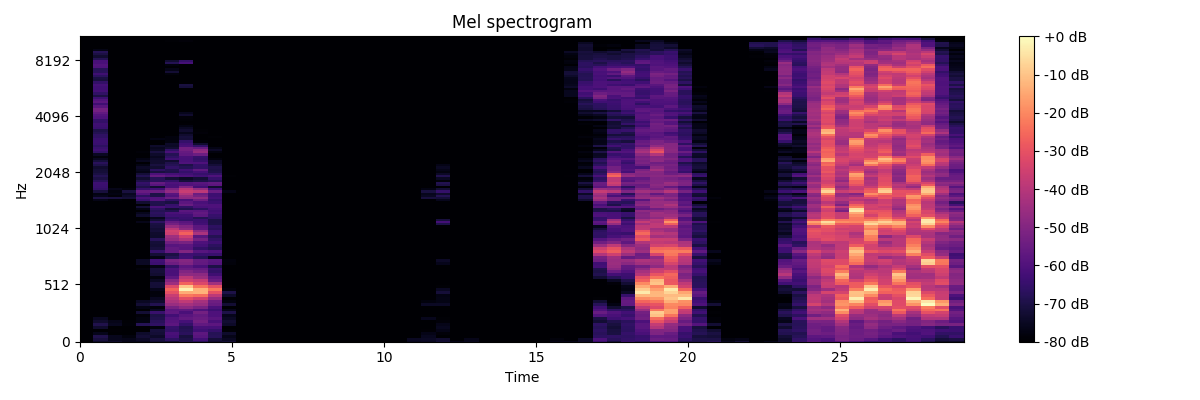 Mel spectrogram
8192
4096
2048
1024
512
0
Hz
0 5 10 15 20 25
Time
+0 dB
-10 dB
-20 dB
-30 dB
-40 dB
-50 dB
-60 dB
-70 dB
-80 dB